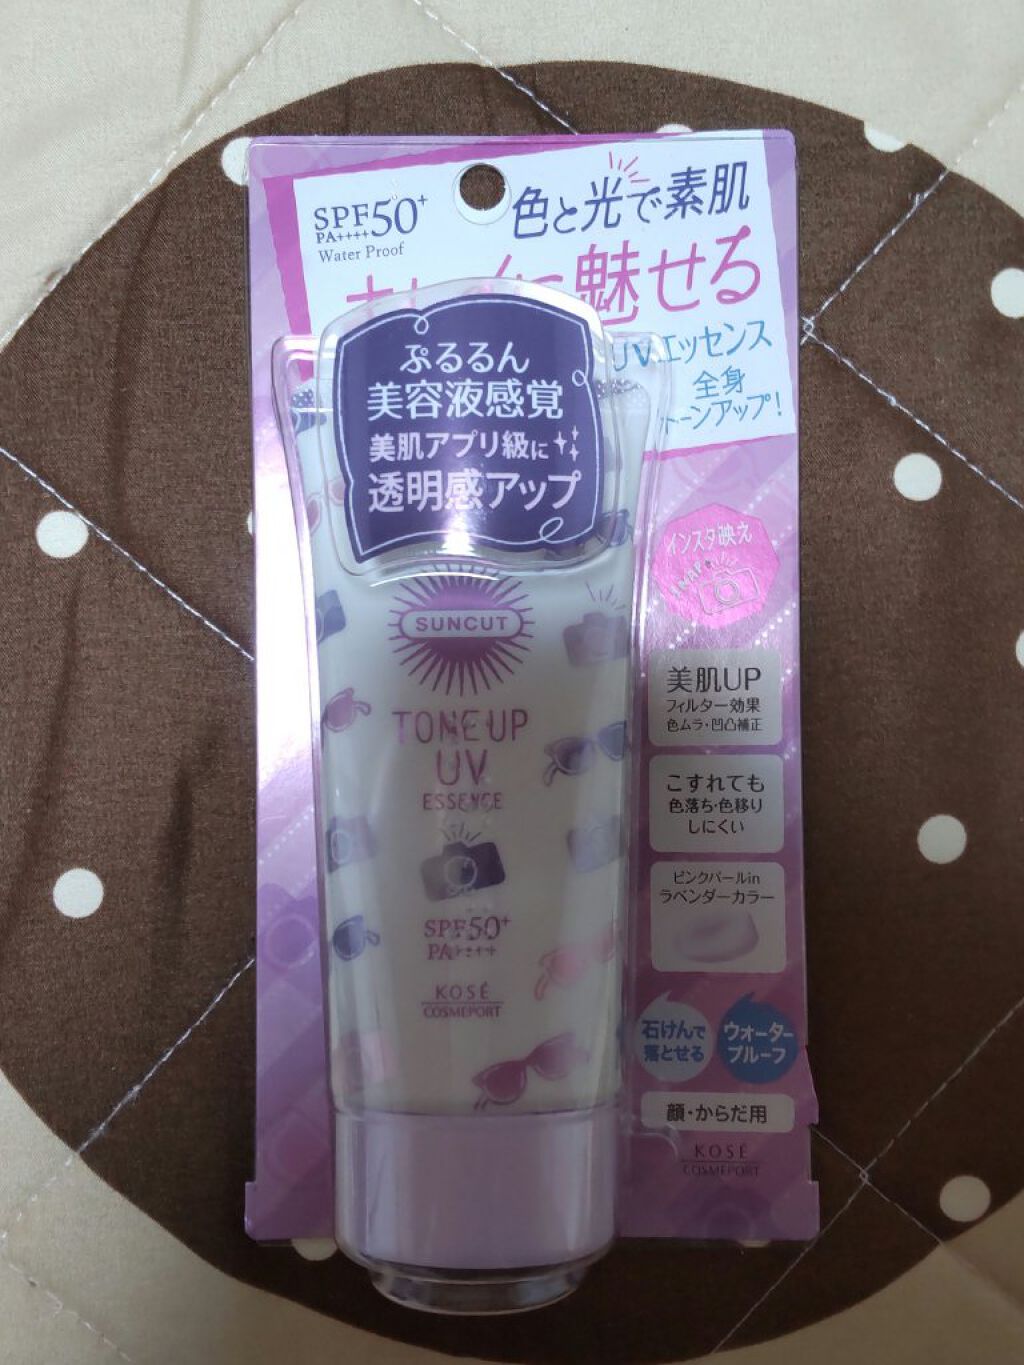 SPF50+
PA++++
Water Proof
色と光で素肌
魅せる
UVエッセンス
全身
トーンアップ!
ぷるるん
美容液感覚
美肌アプリ級に
透明感アップ
インスタ映え
SNAP
SUNCUT
TONE UP
UV
ESSENCE
SPF50+
PA++++
KOSÉ
COSMEPORT
美肌UP
フィルター効果
色ムラ・凹凸補正
こすれても
色落ち・色移り
しにくい
ピンクパールin
ラベンダーカラー
石けんで
落とせる
ウォーター
プルーフ
顔・からだ用
KOSÉ
COSMEPORT